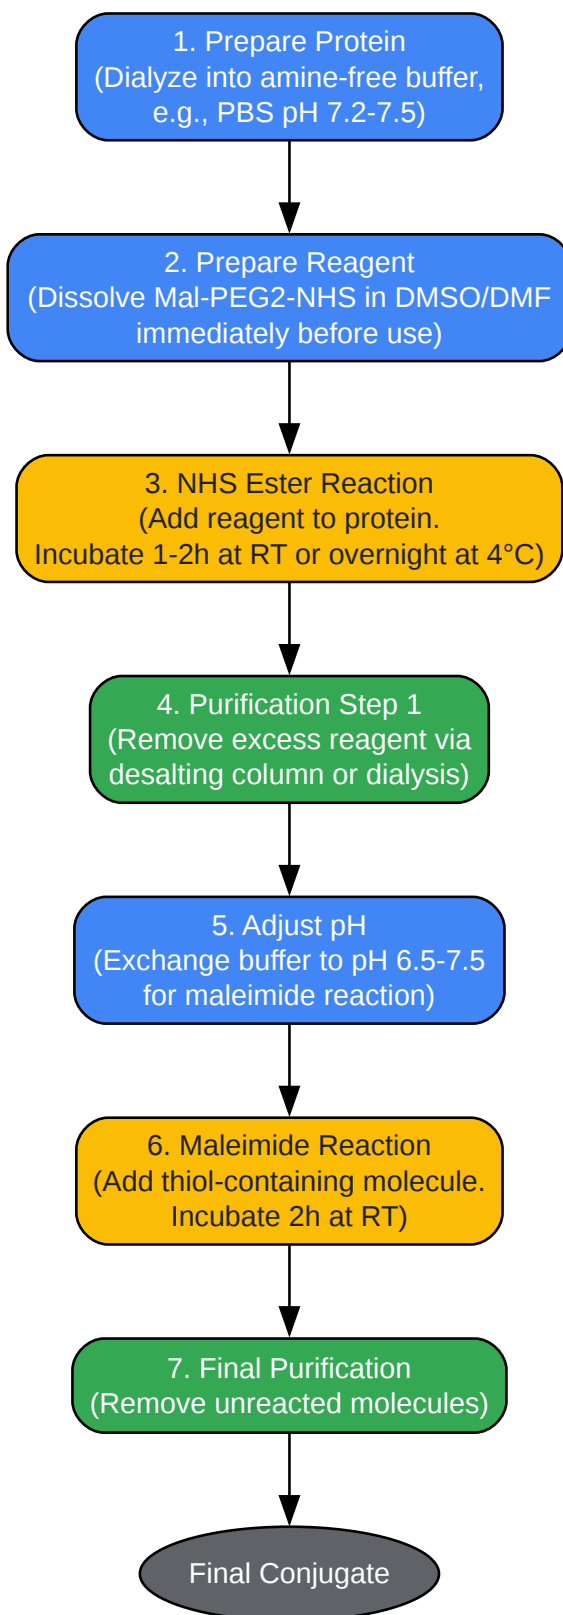 1. Prepare Protein
(Dialyze into amine-free buffer,
e.g., PBS pH 7.2-7.5)
2. Prepare Reagent
(Dissolve Mal-PEG2-NHS in DMSO/DMF
immediately before use)
3. NHS Ester Reaction
(Add reagent to protein.
Incubate 1-2h at RT or overnight at 4°C)
4. Purification Step 1
(Remove excess reagent via
desalting column or dialysis)
5. Adjust pH
(Exchange buffer to pH 6.5-7.5
for maleimide reaction)
6. Maleimide Reaction
(Add thiol-containing molecule.
Incubate 2h at RT)
7. Final Purification
(Remove unreacted molecules)
Final Conjugate